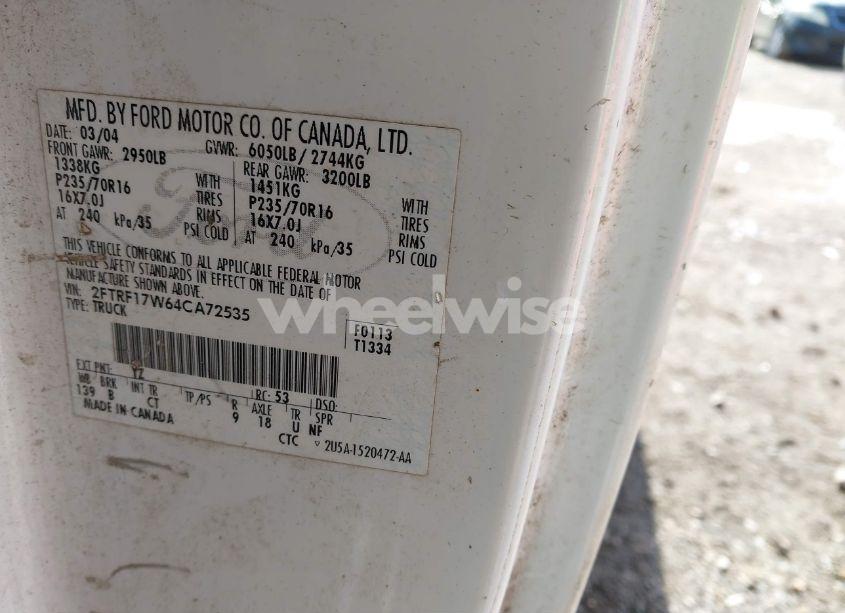 MFD. BY FORD MOTOR CO. OF CANADA, LTD.
DATE: 03/04 GVWR: 6050LB/ 2744KG
FRONT GAWR: 2950LB REAR GAWR: 3200LB
1338KG WITH 1451KG WITH
P235/70R16 TIRES P235/70R16 TIRES
16X7.0J RIMS 16X7.0J RIMS
AT 240 kPa/35 PSI COLD AT 240 kPa/35 PSI COLD
THIS VEHICLE CONFORMS TO ALL APPLICABLE FEDERAL MOTOR
VEHICLE SAFETY STANDARDS IN EFFECT ON THE DATE OF
MANUFACTURE SHOWN ABOVE.
VIN: 2FTRF17W64CA72535
TYPE: TRUCK
F0113
T1334
EXT PNT: YZ RC: 53 DSO:
WB BRK INT TR TP/PS R AXLE TR SPR
139 B CT 9 18 U NF
MADE IN CANADA
CTC ▽ 2U5A-1520472-AA
Ford
wheelwise